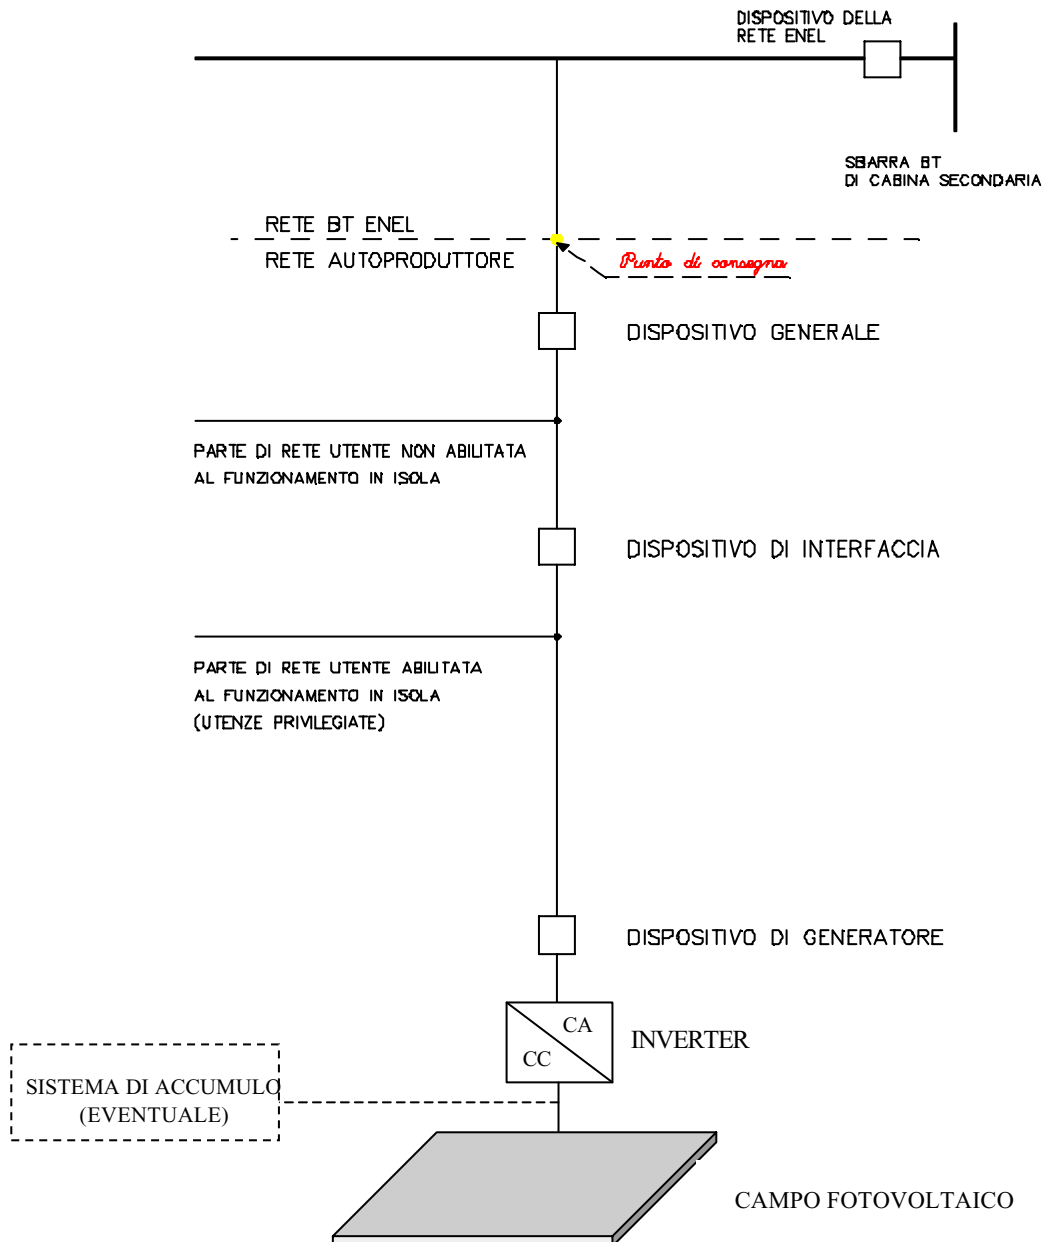 DISPOSITIVO DELLA
RETE ENEL
SBARRA BT
DI CABINA SECONDARIA
RETE BT ENEL
RETE AUTOPRODUTTORE
Punto di consegna
DISPOSITIVO GENERALE
PARTE DI RETE UTENTE NON ABILITATA
AL FUNZIONAMENTO IN ISOLA
DISPOSITIVO DI INTERFACCIA
PARTE DI RETE UTENTE ABILITATA
AL FUNZIONAMENTO IN ISOLA
(UTENZE PRIVILEGIATE)
DISPOSITIVO DI GENERATORE
CA
CC
INVERTER
SISTEMA DI ACCUMULO
(EVENTUALE)
CAMPO FOTOVOLTAICO